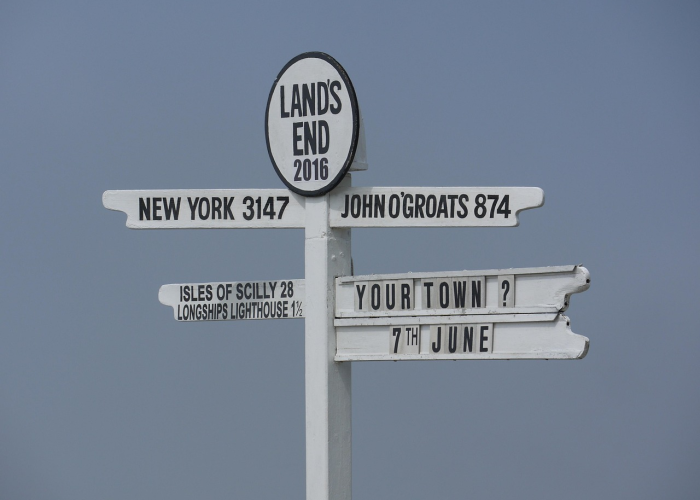 LAND'S
END
2016
NEW YORK 3147
JOHN O'GROATS 874
ISLES OF SCILLY 28
LONGSHIPS LIGHTHOUSE 1½
YOUR TOWN ?
7TH JUNE